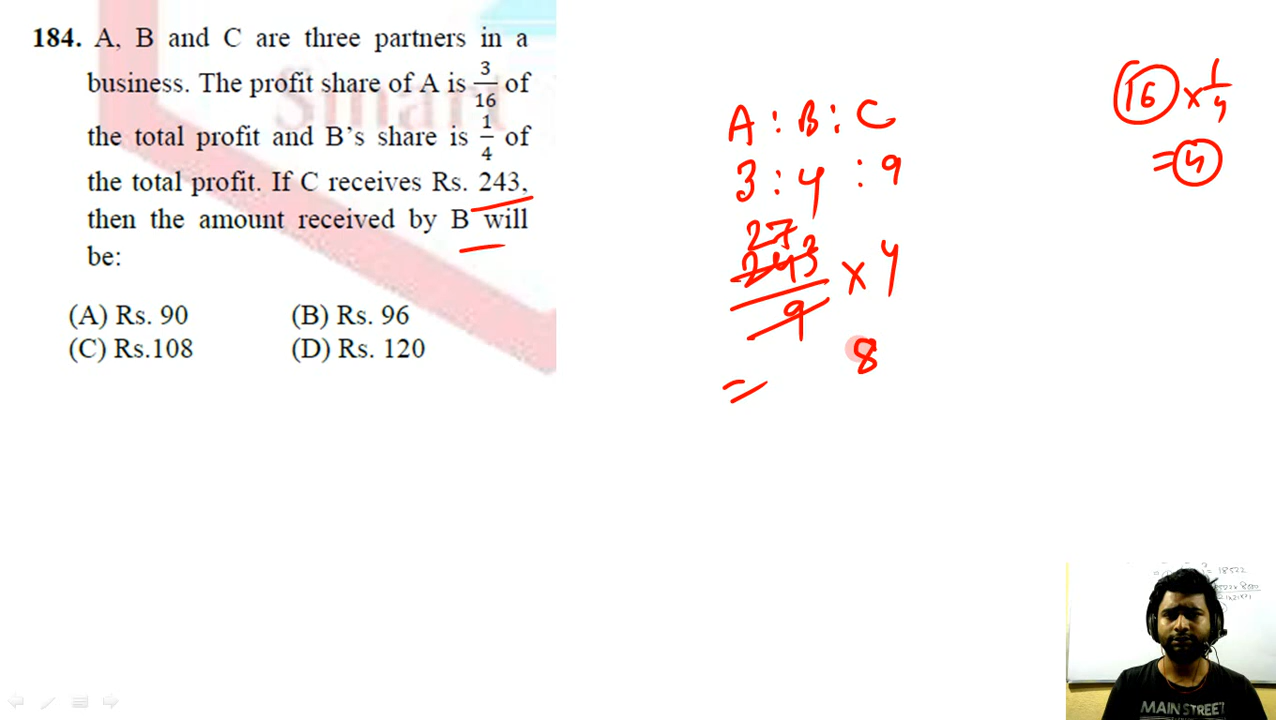 184. A, B and C are three partners in a
business. The profit share of A is 3/16 of
the total profit and B's share is 1/4 of
the total profit. If C receives Rs. 243,
then the amount received by B will
be:
(A) Rs. 90 (B) Rs. 96
(C) Rs.108 (D) Rs. 120
A : B : C
3 : 4 : 9
27
243/9 × 4
= 8
16 × 1/4
= 4
MAIN STREET